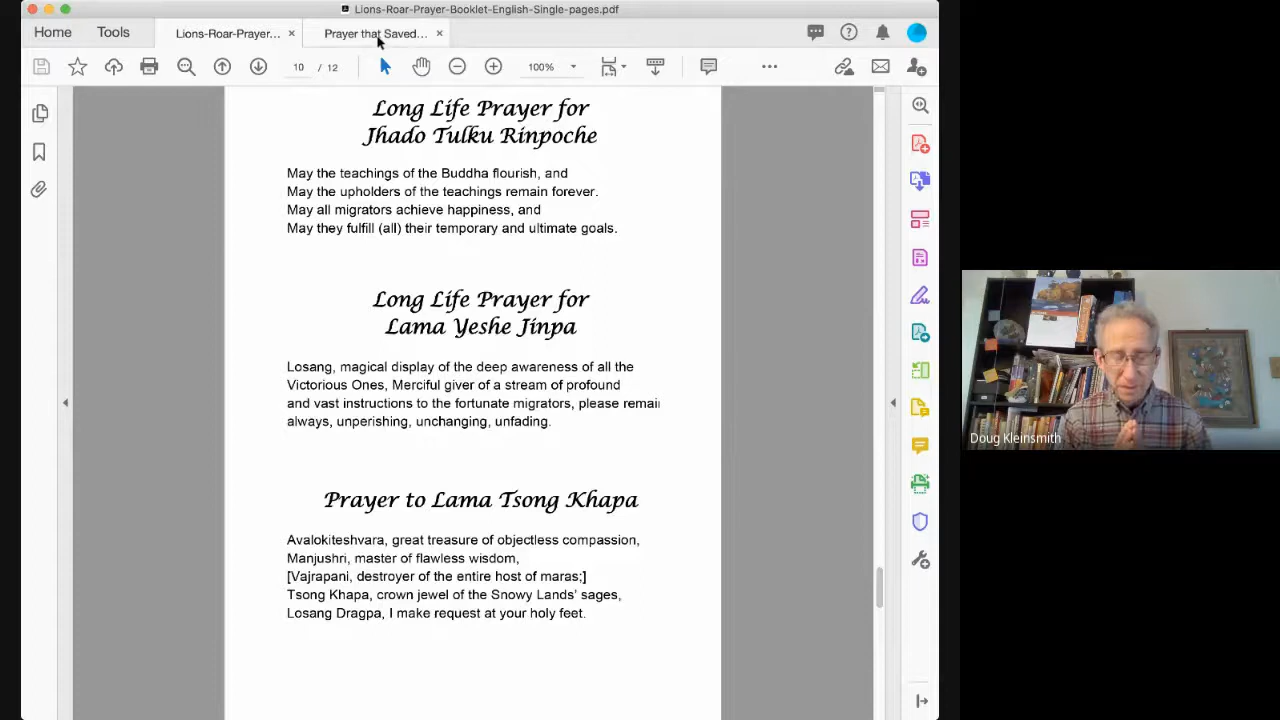 Lions-Roar-Prayer-Booklet-English-Single-pages.pdf
Home
Tools
Lions-Roar-Prayer...
Prayer that Saved...
10 / 12
100%
Long Life Prayer for
Jhado Tulku Rinpoche
May the teachings of the Buddha flourish, and
May the upholders of the teachings remain forever.
May all migrators achieve happiness, and
May they fulfill (all) their temporary and ultimate goals.
Long Life Prayer for
Lama Yeshe Jinpa
Losang, magical display of the deep awareness of all the
Victorious Ones, Merciful giver of a stream of profound
and vast instructions to the fortunate migrators, please remain
always, unperishing, unchanging, unfading.
Prayer to Lama Tsong Khapa
Avalokiteshvara, great treasure of objectless compassion,
Manjushri, master of flawless wisdom,
[Vajrapani, destroyer of the entire host of maras;]
Tsong Khapa, crown jewel of the Snowy Lands' sages,
Losang Dragpa, I make request at your holy feet.
Doug Kleinsmith